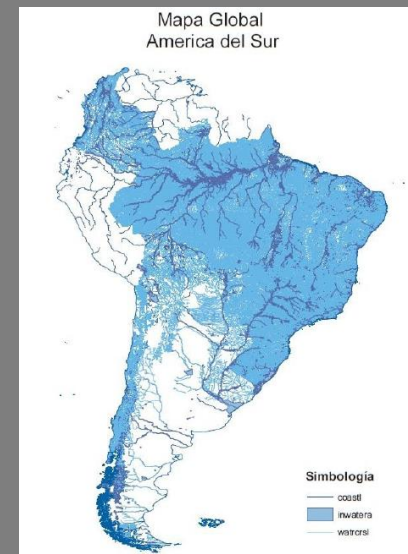 Mapa Global
America del Sur
Simbología
coastl
inwatera
watrcrsl